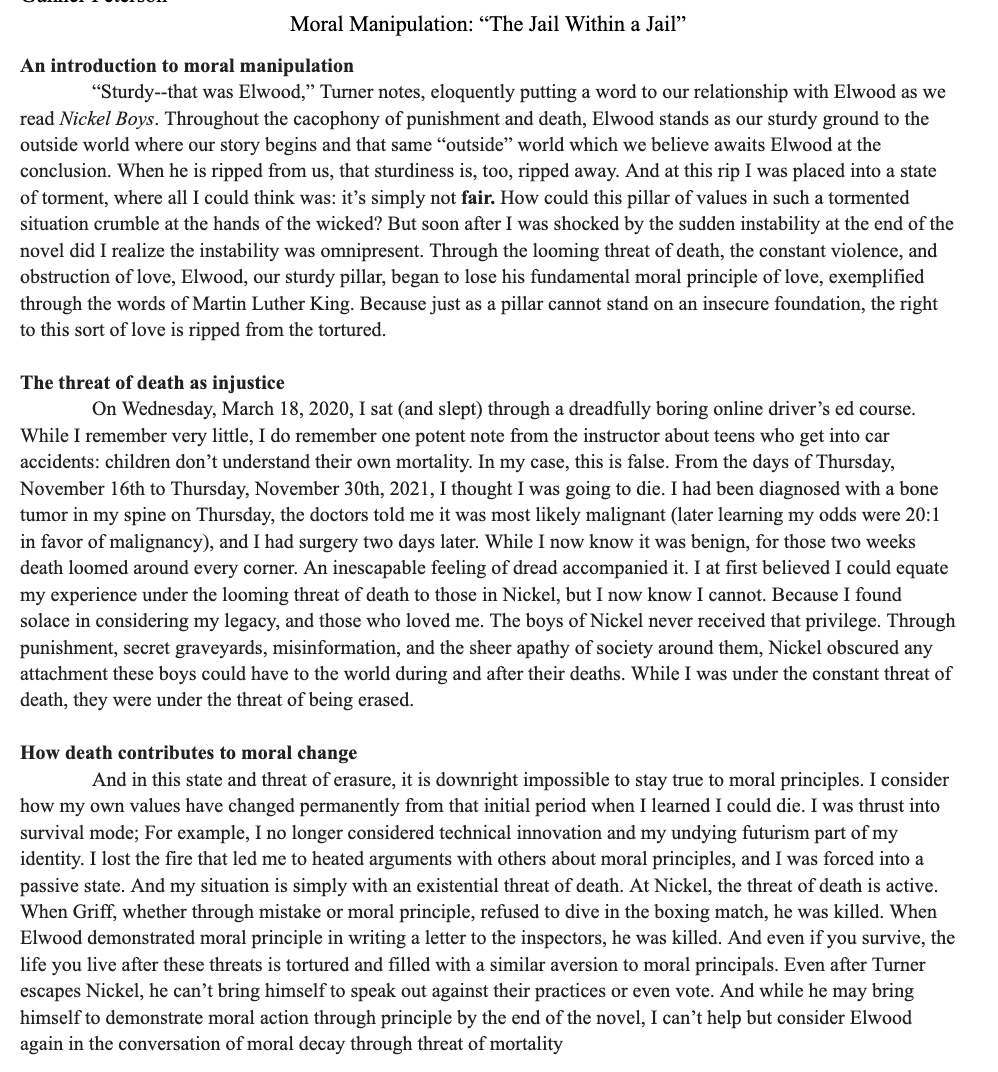 Moral Manipulation: “The Jail Within a Jail”
An introduction to moral manipulation
“Sturdy--that was Elwood,” Turner notes, eloquently putting a word to our relationship with Elwood as we
read Nickel Boys. Throughout the cacophony of punishment and death, Elwood stands as our sturdy ground to the
outside world where our story begins and that same “outside” world which we believe awaits Elwood at the
conclusion. When he is ripped from us, that sturdiness is, too, ripped away. And at this rip I was placed into a state
of torment, where all I could think was: it’s simply not fair. How could this pillar of values in such a tormented
situation crumble at the hands of the wicked? But soon after I was shocked by the sudden instability at the end of the
novel did I realize the instability was omnipresent. Through the looming threat of death, the constant violence, and
obstruction of love, Elwood, our sturdy pillar, began to lose his fundamental moral principle of love, exemplified
through the words of Martin Luther King. Because just as a pillar cannot stand on an insecure foundation, the right
to this sort of love is ripped from the tortured.
The threat of death as injustice
On Wednesday, March 18, 2020, I sat (and slept) through a dreadfully boring online driver’s ed course.
While I remember very little, I do remember one potent note from the instructor about teens who get into car
accidents: children don’t understand their own mortality. In my case, this is false. From the days of Thursday,
November 16th to Thursday, November 30th, 2021, I thought I was going to die. I had been diagnosed with a bone
tumor in my spine on Thursday, the doctors told me it was most likely malignant (later learning my odds were 20:1
in favor of malignancy), and I had surgery two days later. While I now know it was benign, for those two weeks
death loomed around every corner. An inescapable feeling of dread accompanied it. I at first believed I could equate
my experience under the looming threat of death to those in Nickel, but I now know I cannot. Because I found
solace in considering my legacy, and those who loved me. The boys of Nickel never received that privilege. Through
punishment, secret graveyards, misinformation, and the sheer apathy of society around them, Nickel obscured any
attachment these boys could have to the world during and after their deaths. While I was under the constant threat of
death, they were under the threat of being erased.
How death contributes to moral change
And in this state and threat of erasure, it is downright impossible to stay true to moral principles. I consider
how my own values have changed permanently from that initial period when I learned I could die. I was thrust into
survival mode; For example, I no longer considered technical innovation and my undying futurism part of my
identity. I lost the fire that led me to heated arguments with others about moral principles, and I was forced into a
passive state. And my situation is simply with an existential threat of death. At Nickel, the threat of death is active.
When Griff, whether through mistake or moral principle, refused to dive in the boxing match, he was killed. When
Elwood demonstrated moral principle in writing a letter to the inspectors, he was killed. And even if you survive, the
life you live after these threats is tortured and filled with a similar aversion to moral principals. Even after Turner
escapes Nickel, he can’t bring himself to speak out against their practices or even vote. And while he may bring
himself to demonstrate moral action through principle by the end of the novel, I can’t help but consider Elwood
again in the conversation of moral decay through threat of mortality